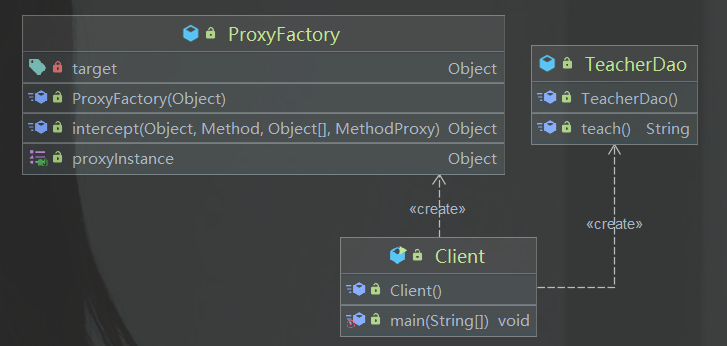 ProxyFactory
target Object
ProxyFactory(Object)
intercept(Object, Method, Object[], MethodProxy) Object
proxyInstance Object
TeacherDao
TeacherDao()
teach() String
«create»
«create»
Client
Client()
main(String[]) void